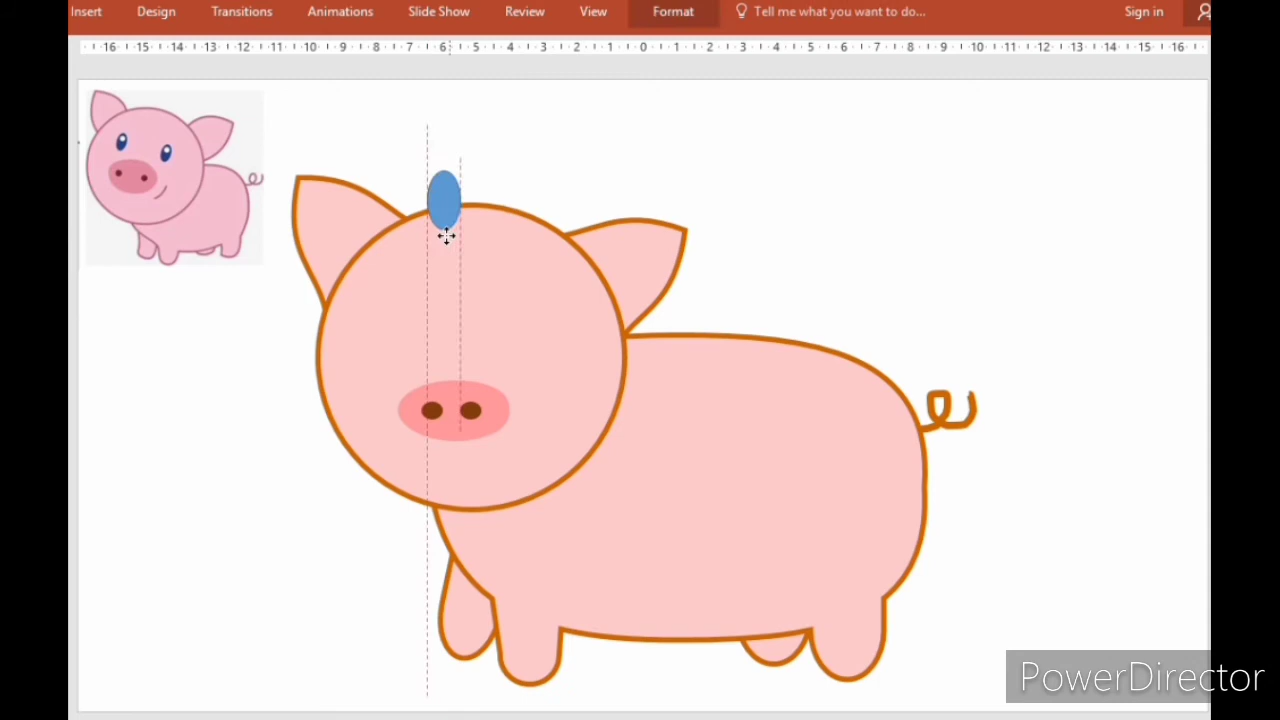 Insert Design Transitions Animations Slide Show Review View Format Tell me what you want to do... Sign in
16 15 14 13 12 11 10 9 8 7 6 5 4 3 2 1 0 1 2 3 4 5 6 7 8 9 10 11 12 13 14 15 16
PowerDirector